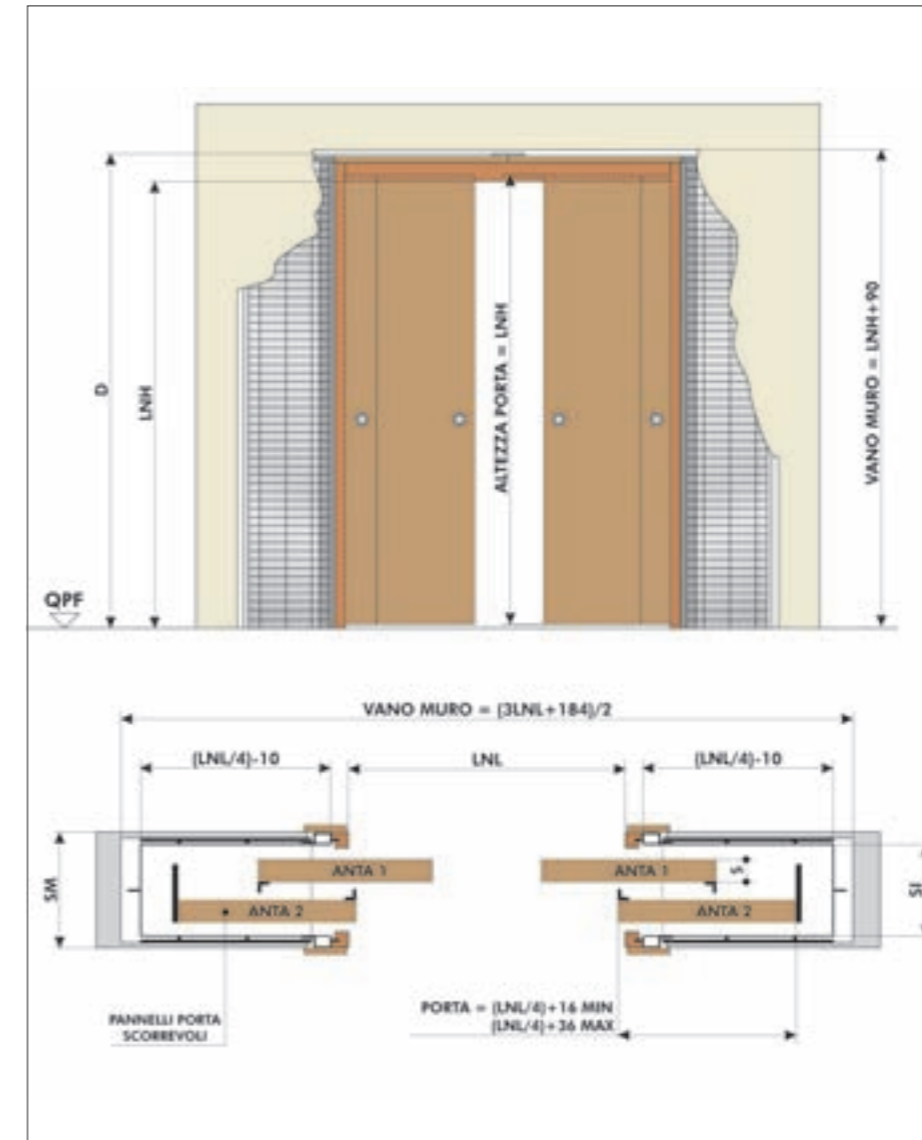 D
LNH
ALTEZZA PORTA = LNH
VANO MURO = LNH+90
QPF
VANO MURO = (3LNL+184)/2
(LNL/4)-10
LNL
(LNL/4)-10
SM
ANTA 1
ANTA 1
S
SI
ANTA 2
ANTA 2
PANNELLI PORTA
SCORREVOLI
PORTA = (LNL/4)+16 MIN
(LNL/4)+36 MAX